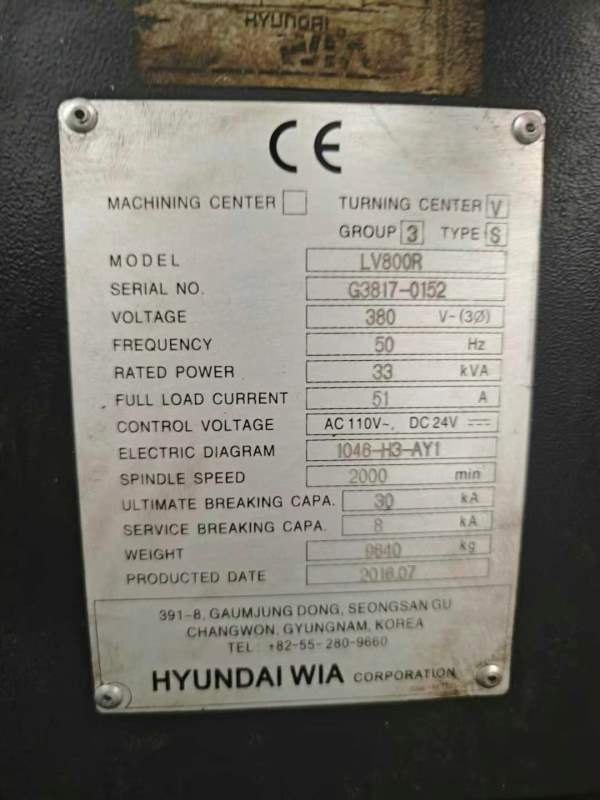 HYUNDAI
CE
MACHINING CENTER TURNING CENTER V
GROUP 3 TYPE S
MODEL LV800R
SERIAL NO. G3817-0152
VOLTAGE 380 V~(3Ø)
FREQUENCY 50 Hz
RATED POWER 33 kVA
FULL LOAD CURRENT 51 A
CONTROL VOLTAGE AC 110V~, DC 24V ⎓
ELECTRIC DIAGRAM 1046-H3-AY1
SPINDLE SPEED 2000 min
ULTIMATE BREAKING CAPA. 30 kA
SERVICE BREAKING CAPA. 8 kA
WEIGHT 9640 kg
PRODUCTED DATE 2016.07
391-8, GAUMJUNG DONG, SEONGSAN GU
CHANGWON, GYUNGNAM, KOREA
TEL : +82-55-280-9660
HYUNDAI WIA CORPORATION